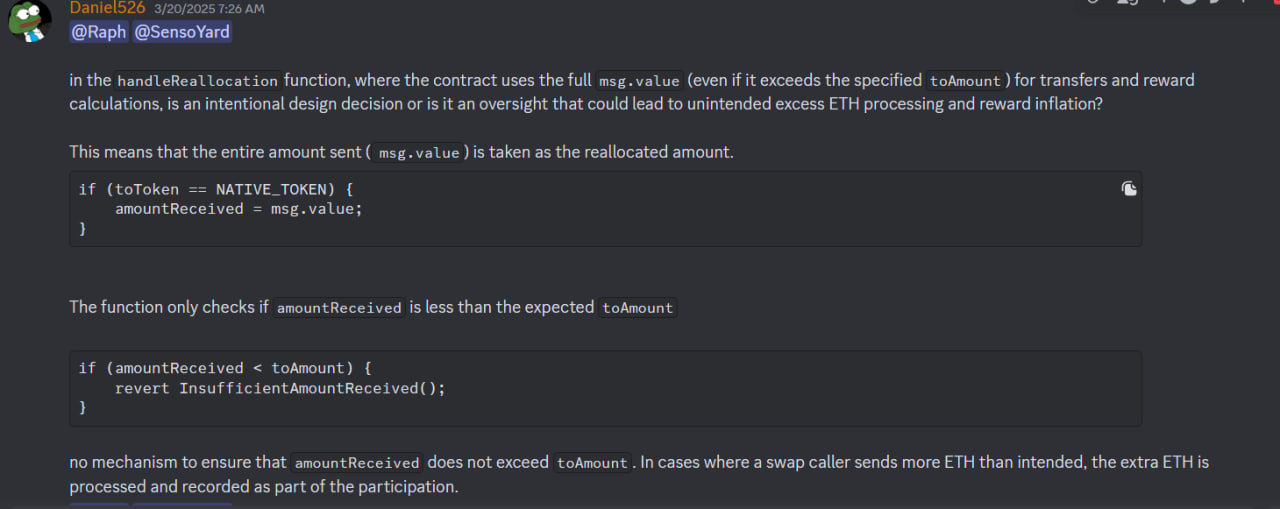 Daniel526 3/20/2025 7:26 AM
@Raph @SensoYard
in the handleReallocation function, where the contract uses the full msg.value (even if it exceeds the specified toAmount) for transfers and reward
calculations, is an intentional design decision or is it an oversight that could lead to unintended excess ETH processing and reward inflation?
This means that the entire amount sent ( msg.value ) is taken as the reallocated amount.
if (toToken == NATIVE_TOKEN) {
    amountReceived = msg.value;
}
The function only checks if amountReceived is less than the expected toAmount
if (amountReceived < toAmount) {
    revert InsufficientAmountReceived();
}
no mechanism to ensure that amountReceived does not exceed toAmount. In cases where a swap caller sends more ETH than intended, the extra ETH is
processed and recorded as part of the participation.